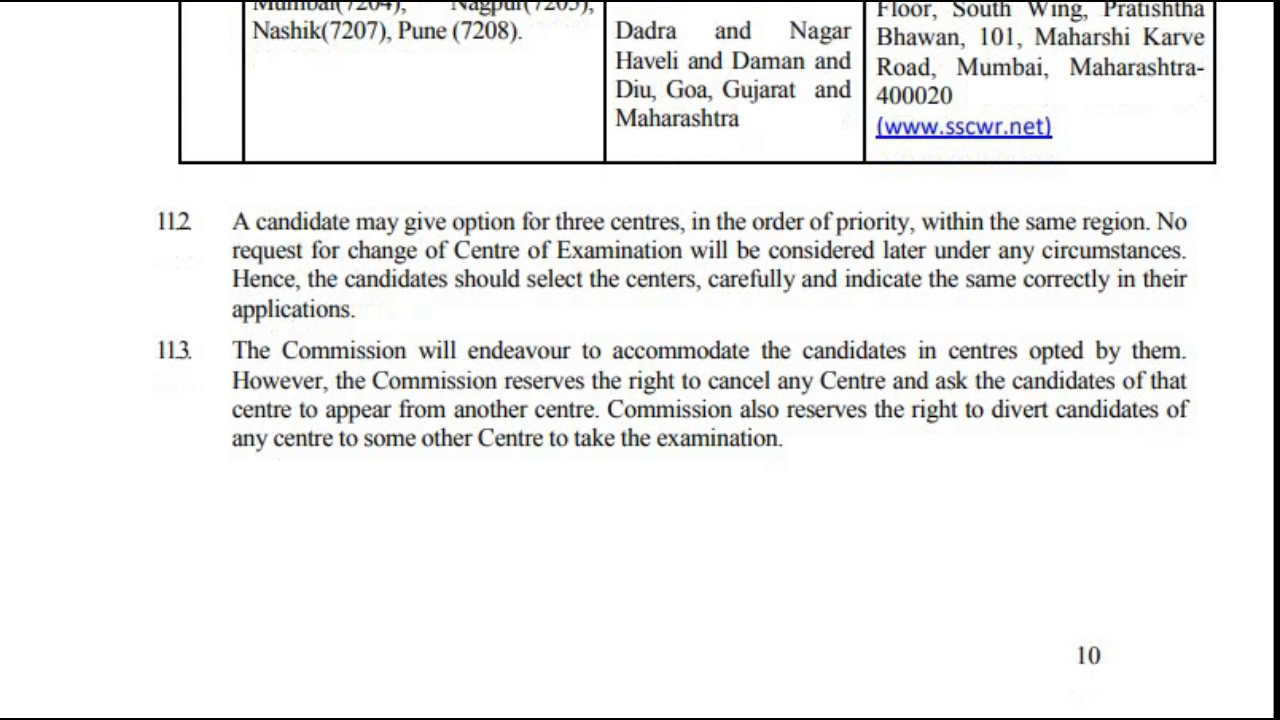 Mumbai(7204), Nagpur(7205),
Nashik(7207), Pune (7208).
Dadra and Nagar
Haveli and Daman and
Diu, Goa, Gujarat and
Maharashtra
Floor, South Wing, Pratishtha
Bhawan, 101, Maharshi Karve
Road, Mumbai, Maharashtra-
400020
(www.sscwr.net)
11.2 A candidate may give option for three centres, in the order of priority, within the same region. No
request for change of Centre of Examination will be considered later under any circumstances.
Hence, the candidates should select the centers, carefully and indicate the same correctly in their
applications.
11.3. The Commission will endeavour to accommodate the candidates in centres opted by them.
However, the Commission reserves the right to cancel any Centre and ask the candidates of that
centre to appear from another centre. Commission also reserves the right to divert candidates of
any centre to some other Centre to take the examination.
10